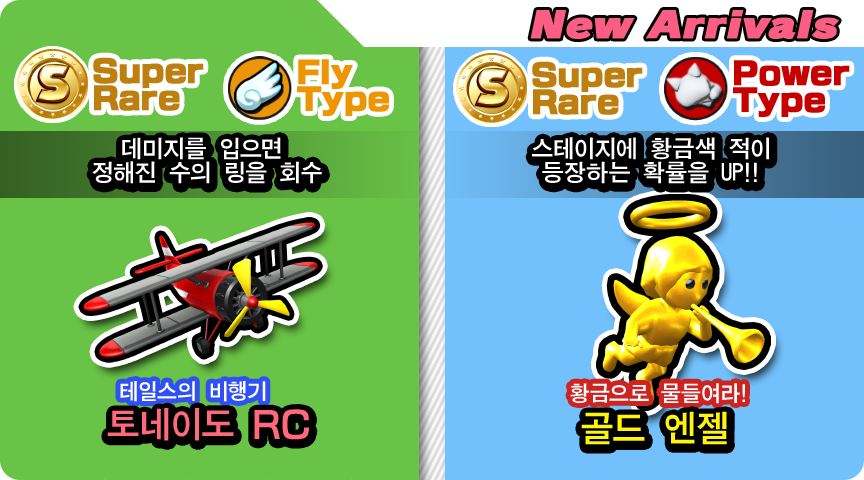 New Arrivals
S
Super
Rare
Fly
Type
데미지를 입으면
정해진 수의 링을 회수
테일스의 비행기
토네이도 RC
S
Super
Rare
Power
Type
스테이지에 황금색 적이
등장하는 확률을 UP!!
황금으로 물들여라!
골드 엔젤